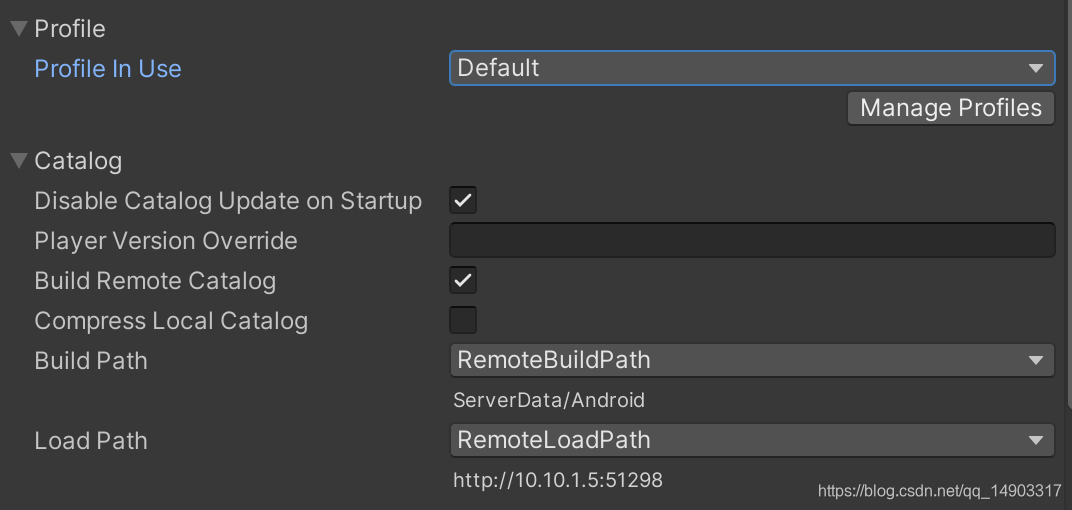 Profile
Profile In Use Default
Manage Profiles
Catalog
Disable Catalog Update on Startup
Player Version Override
Build Remote Catalog
Compress Local Catalog
Build Path RemoteBuildPath
ServerData/Android
Load Path RemoteLoadPath
http://10.10.1.5:51298
https://blog.csdn.net/qq_14903317